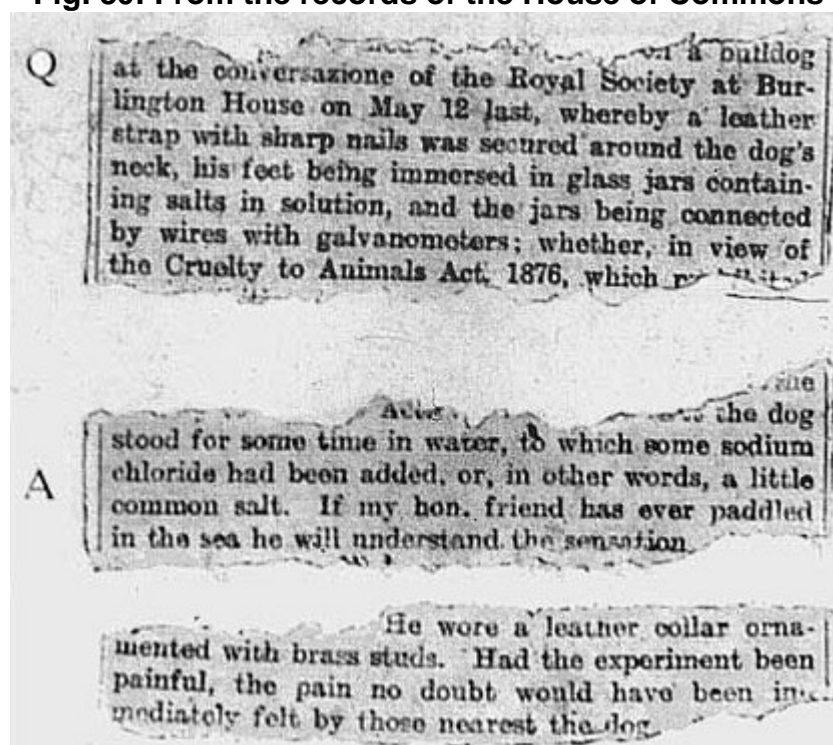 Fig. 39. From the records of the House of Commons
Q
a bulldog
at the conversazione of the Royal Society at Bur-
lington House on May 12 last, whereby a leather
strap with sharp nails was secured around the dog's
neck, his feet being immersed in glass jars contain-
ing salts in solution, and the jars being connected
by wires with galvanometers; whether, in view of
the Cruelty to Animals Act, 1876, which
the dog
A
stood for some time in water, to which some sodium
chloride had been added, or, in other words, a little
common salt. If my hon. friend has ever paddled
in the sea he will understand the sensation
He wore a leather collar orna-
mented with brass studs. Had the experiment been
painful, the pain no doubt would have been im-
mediately felt by those nearest the dog